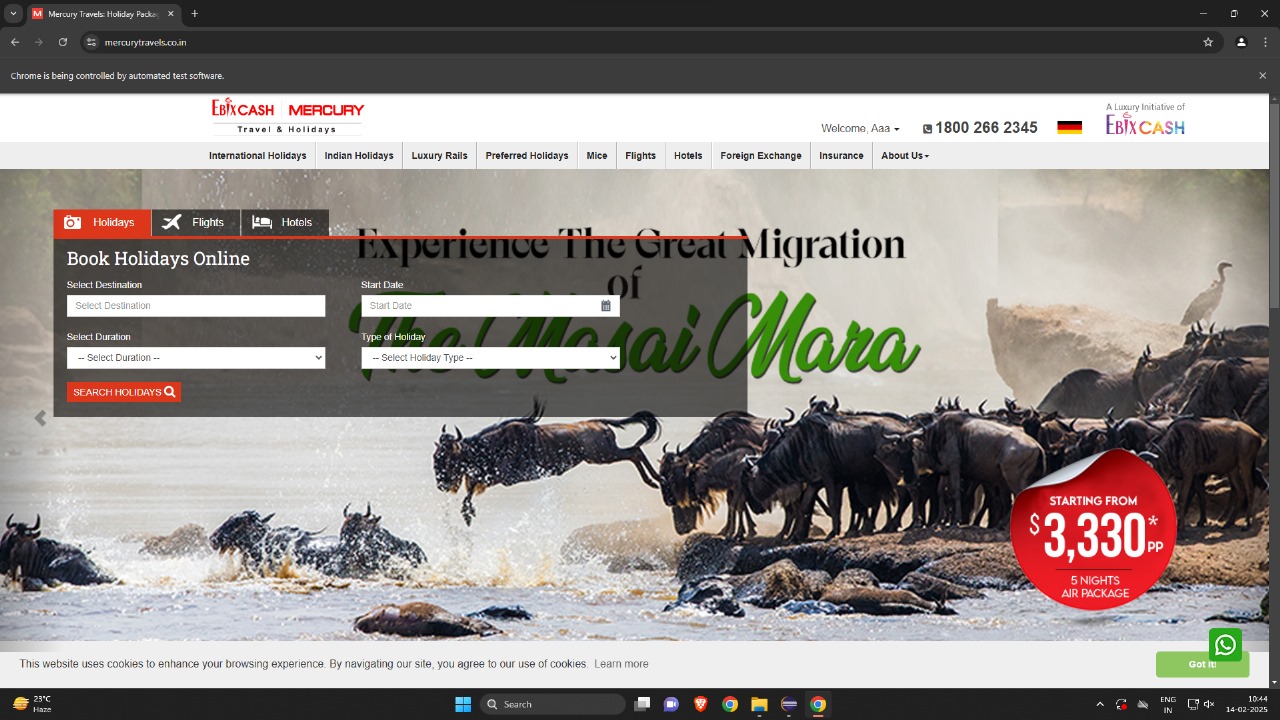 Mercury Travels: Holiday Packag
mercurytravels.co.in
Chrome is being controlled by automated test software.
EBIXCASH MERCURY
Travel & Holidays
Welcome, Aaa
1800 266 2345
A Luxury Initiative of
EBIXCASH
International Holidays
Indian Holidays
Luxury Rails
Preferred Holidays
Mice
Flights
Hotels
Foreign Exchange
Insurance
About Us
Holidays
Flights
Hotels
Experience The Great Migration
of
The Masai Mara
Book Holidays Online
Select Destination
Start Date
Select Destination
Start Date
Select Duration
Type of Holiday
-- Select Duration --
-- Select Holiday Type --
SEARCH HOLIDAYS
STARTING FROM
$3,330*
PP
5 NIGHTS
AIR PACKAGE
This website uses cookies to enhance your browsing experience. By navigating our site, you agree to our use of cookies. Learn more
Got it!
23°C
Haze
Search
ENG
IN
10:44
14-02-2025